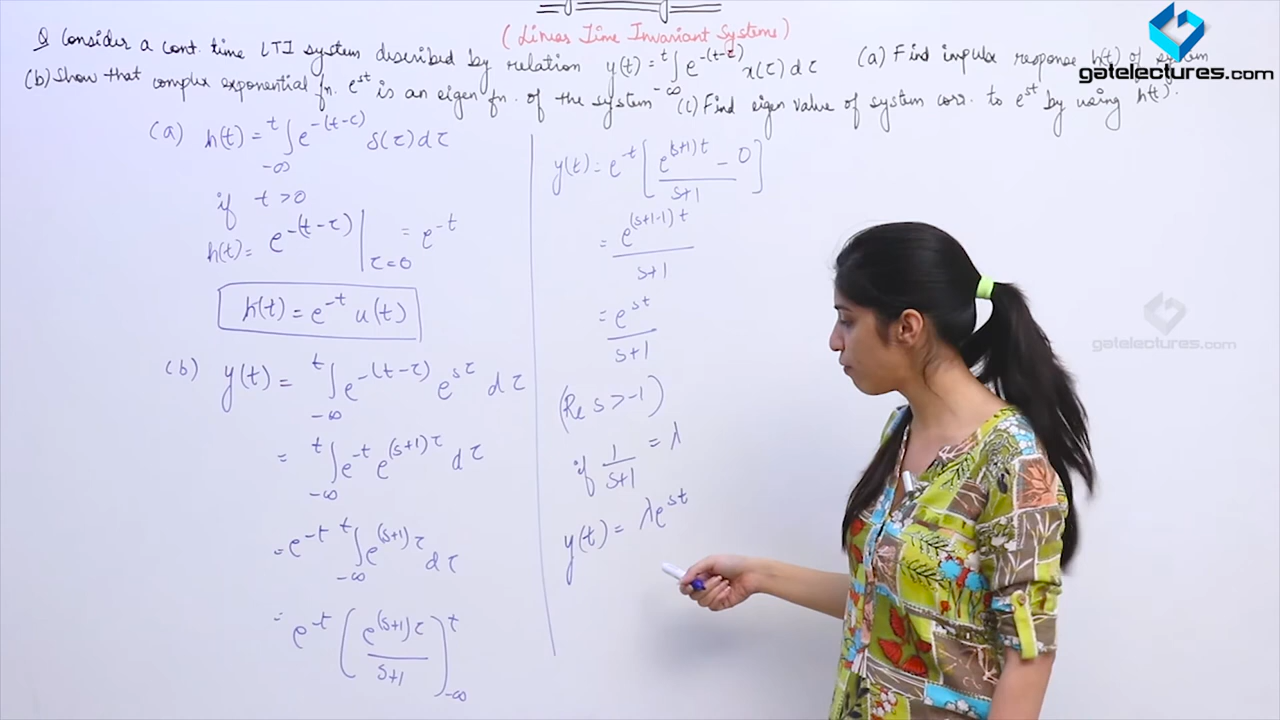 (Linear Time Invariant Systems)
Q Consider a cont. time LTI system described by relation y(t) = ᵗ∫₋∞ e^-(t-τ) x(τ) dτ (a) Find impulse response h(t) of system
(b) Show that complex exponential fn. e^st is an eigen fn. of the system (c) Find eigen value of system corr. to e^st by using h(t).
gatelectures.com
(a) h(t) = ᵗ∫₋∞ e^-(t-τ) δ(τ) dτ
if t > 0
h(t) = e^-(t-τ) |τ=0 = e^-t
h(t) = e^-t u(t)
(b) y(t) = ᵗ∫₋∞ e^-(t-τ) e^sτ dτ
= ᵗ∫₋∞ e^-t e^(s+1)τ dτ
= e^-t ᵗ∫₋∞ e^(s+1)τ dτ
= e^-t (e^(s+1)τ / s+1)ᵗ₋∞
y(t) = e^-t [e^(s+1)t - 0 / s+1]
= e^(s+1-1)t / s+1
= e^st / s+1
(Re s > -1)
if 1/s+1 = λ
y(t) = λe^st
gatelectures.com